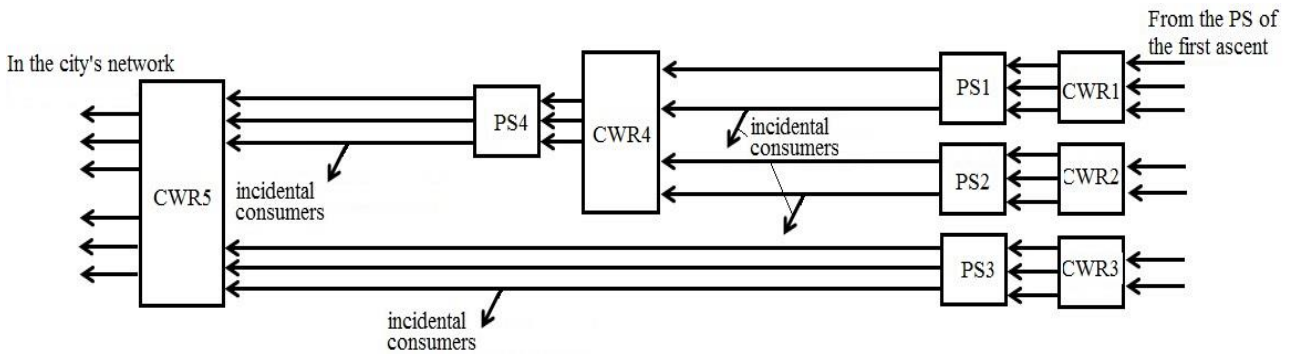 From the PS of
the first ascent
In the city's network
PS1
CWR1
PS4
CWR4
incidental
consumers
PS2
CWR2
incidental
consumers
CWR5
PS3
CWR3
incidental
consumers